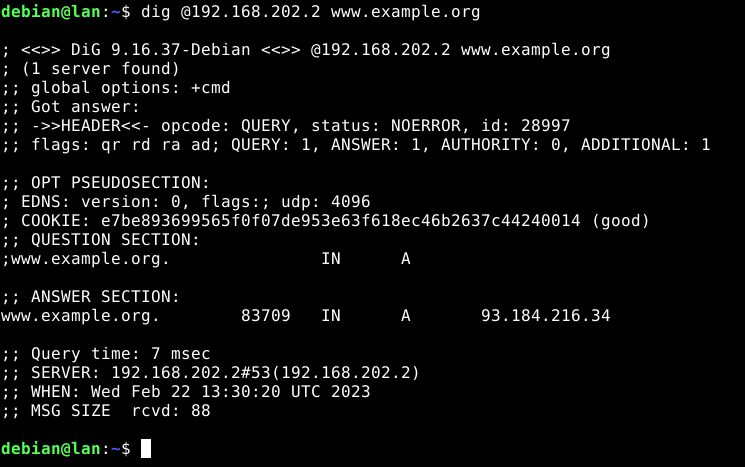 debian@lan:~$ dig @192.168.202.2 www.example.org
; <<>> DiG 9.16.37-Debian <<>> @192.168.202.2 www.example.org
; (1 server found)
;; global options: +cmd
;; Got answer:
;; ->>HEADER<<- opcode: QUERY, status: NOERROR, id: 28997
;; flags: qr rd ra ad; QUERY: 1, ANSWER: 1, AUTHORITY: 0, ADDITIONAL: 1
;; OPT PSEUDOSECTION:
; EDNS: version: 0, flags:; udp: 4096
; COOKIE: e7be893699565f0f07de953e63f618ec46b2637c44240014 (good)
;; QUESTION SECTION:
;www.example.org. IN A
;; ANSWER SECTION:
www.example.org. 83709 IN A 93.184.216.34
;; Query time: 7 msec
;; SERVER: 192.168.202.2#53(192.168.202.2)
;; WHEN: Wed Feb 22 13:30:20 UTC 2023
;; MSG SIZE rcvd: 88
debian@lan:~$